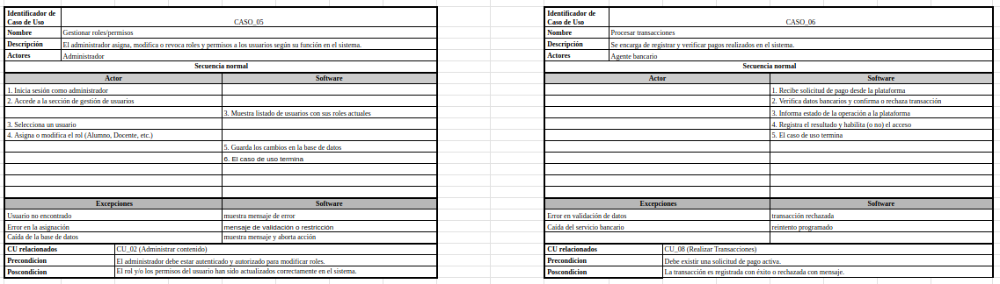 Identificador de
Caso de Uso
CASO_05
Nombre Gestionar roles/permisos
Descripción El administrador asigna, modifica o revoca roles y permisos a los usuarios según su función en el sistema.
Actores Administrador
Secuencia normal
Actor Software
1. Inicia sesión como administrador
2. Accede a la sección de gestión de usuarios
3. Muestra listado de usuarios con sus roles actuales
3. Selecciona un usuario
4. Asigna o modifica el rol (Alumno, Docente, etc.)
5. Guarda los cambios en la base de datos
6. El caso de uso termina
Excepciones Software
Usuario no encontrado muestra mensaje de error
Error en la asignación mensaje de validación o restricción
Caída de la base de datos muestra mensaje y aborta acción
CU relacionados CU_02 (Administrar contenido)
Precondicion El administrador debe estar autenticado y autorizado para modificar roles.
Poscondicion El rol y/o los permisos del usuario han sido actualizados correctamente en el sistema.
Identificador de
Caso de Uso
CASO_06
Nombre Procesar transacciones
Descripción Se encarga de registrar y verificar pagos realizados en el sistema.
Actores Agente bancario
Secuencia normal
Actor Software
1. Recibe solicitud de pago desde la plataforma
2. Verifica datos bancarios y confirma o rechaza transacción
3. Informa estado de la operación a la plataforma
4. Registra el resultado y habilita (o no) el acceso
5. El caso de uso termina
Excepciones Software
Error en validación de datos transacción rechazada
Caída del servicio bancario reintento programado
CU relacionados CU_08 (Realizar Transacciones)
Precondicion Debe existir una solicitud de pago activa.
Poscondicion La transacción es registrada con éxito o rechazada con mensaje.